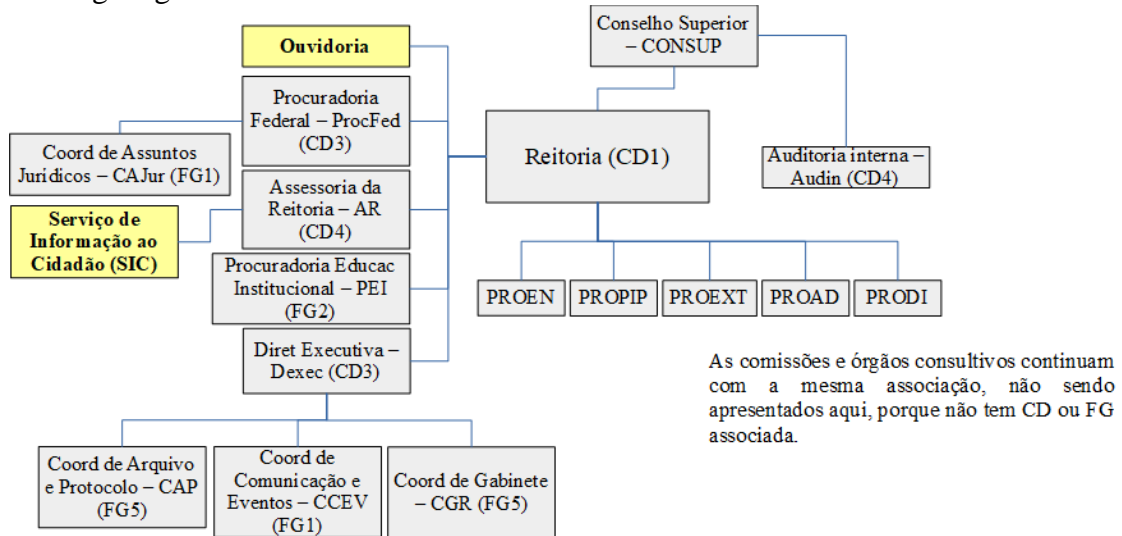 Ouvidoria
Conselho Superior
– CONSUP
Procuradoria
Federal – ProcFed
(CD3)
Coord de Assuntos
Jurídicos – CAJur (FG1)
Reitoria (CD1)
Auditoria interna –
Audin (CD4)
Assessoria da
Reitoria – AR
(CD4)
Serviço de
Informação ao
Cidadão (SIC)
Procuradoria Educac
Institucional – PEI
(FG2)
PROEN
PROPIP
PROEXT
PROAD
PRODI
Diret Executiva –
Dexec (CD3)
As comissões e órgãos consultivos continuam
com a mesma associação, não sendo
apresentados aqui, porque não tem CD ou FG
associada.
Coord de Arquivo
e Protocolo – CAP
(FG5)
Coord de
Comunicação e
Eventos – CCEV
(FG1)
Coord de Gabinete
– CGR (FG5)